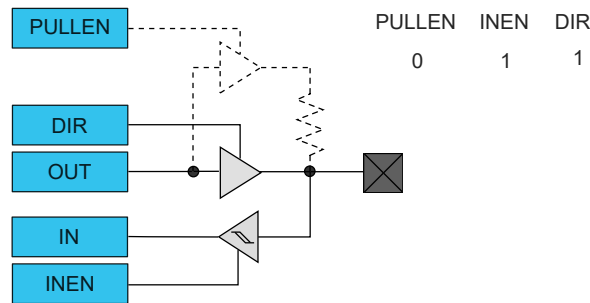 PULLEN
PULLEN INEN DIR
0 1 1
DIR
OUT
IN
INEN